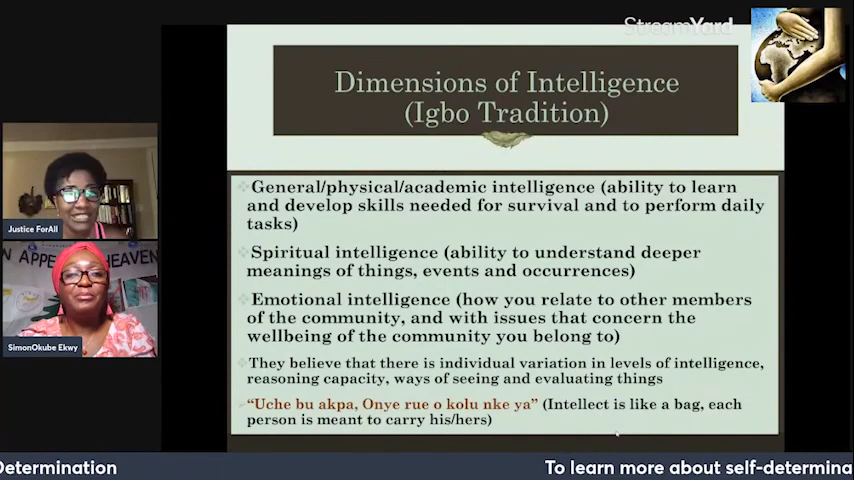 StreamYard
Dimensions of Intelligence
(Igbo Tradition)
General/physical/academic intelligence (ability to learn
and develop skills needed for survival and to perform daily
tasks)
Spiritual intelligence (ability to understand deeper
meanings of things, events and occurrences)
Emotional intelligence (how you relate to other members
of the community, and with issues that concern the
wellbeing of the community you belong to)
They believe that there is individual variation in levels of intelligence,
reasoning capacity, ways of seeing and evaluating things
"Uche bu akpa, Onye rue o kolu nke ya" (Intellect is like a bag, each
person is meant to carry his/hers)
Justice ForAll
N APPE HEAVEN
SimonOkube Ekwy
Determination
To learn more about self-determina